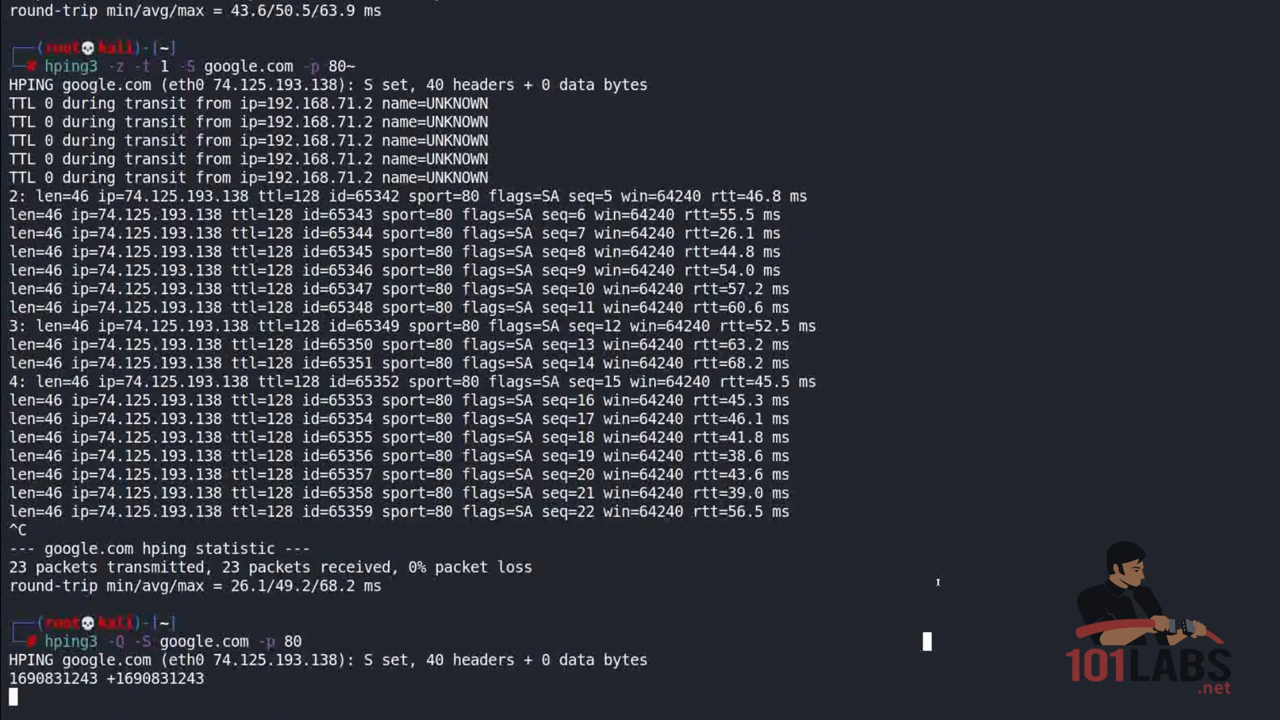 round-trip min/avg/max = 43.6/50.5/63.9 ms
┌──(root💀kali)-[~]
└─# hping3 -z -t 1 -S google.com -p 80~
HPING google.com (eth0 74.125.193.138): S set, 40 headers + 0 data bytes
TTL 0 during transit from ip=192.168.71.2 name=UNKNOWN
TTL 0 during transit from ip=192.168.71.2 name=UNKNOWN
TTL 0 during transit from ip=192.168.71.2 name=UNKNOWN
TTL 0 during transit from ip=192.168.71.2 name=UNKNOWN
TTL 0 during transit from ip=192.168.71.2 name=UNKNOWN
2: len=46 ip=74.125.193.138 ttl=128 id=65342 sport=80 flags=SA seq=5 win=64240 rtt=46.8 ms
len=46 ip=74.125.193.138 ttl=128 id=65343 sport=80 flags=SA seq=6 win=64240 rtt=55.5 ms
len=46 ip=74.125.193.138 ttl=128 id=65344 sport=80 flags=SA seq=7 win=64240 rtt=26.1 ms
len=46 ip=74.125.193.138 ttl=128 id=65345 sport=80 flags=SA seq=8 win=64240 rtt=44.8 ms
len=46 ip=74.125.193.138 ttl=128 id=65346 sport=80 flags=SA seq=9 win=64240 rtt=54.0 ms
len=46 ip=74.125.193.138 ttl=128 id=65347 sport=80 flags=SA seq=10 win=64240 rtt=57.2 ms
len=46 ip=74.125.193.138 ttl=128 id=65348 sport=80 flags=SA seq=11 win=64240 rtt=60.6 ms
3: len=46 ip=74.125.193.138 ttl=128 id=65349 sport=80 flags=SA seq=12 win=64240 rtt=52.5 ms
len=46 ip=74.125.193.138 ttl=128 id=65350 sport=80 flags=SA seq=13 win=64240 rtt=63.2 ms
len=46 ip=74.125.193.138 ttl=128 id=65351 sport=80 flags=SA seq=14 win=64240 rtt=68.2 ms
4: len=46 ip=74.125.193.138 ttl=128 id=65352 sport=80 flags=SA seq=15 win=64240 rtt=45.5 ms
len=46 ip=74.125.193.138 ttl=128 id=65353 sport=80 flags=SA seq=16 win=64240 rtt=45.3 ms
len=46 ip=74.125.193.138 ttl=128 id=65354 sport=80 flags=SA seq=17 win=64240 rtt=46.1 ms
len=46 ip=74.125.193.138 ttl=128 id=65355 sport=80 flags=SA seq=18 win=64240 rtt=41.8 ms
len=46 ip=74.125.193.138 ttl=128 id=65356 sport=80 flags=SA seq=19 win=64240 rtt=38.6 ms
len=46 ip=74.125.193.138 ttl=128 id=65357 sport=80 flags=SA seq=20 win=64240 rtt=43.6 ms
len=46 ip=74.125.193.138 ttl=128 id=65358 sport=80 flags=SA seq=21 win=64240 rtt=39.0 ms
len=46 ip=74.125.193.138 ttl=128 id=65359 sport=80 flags=SA seq=22 win=64240 rtt=56.5 ms
^C
--- google.com hping statistic ---
23 packets transmitted, 23 packets received, 0% packet loss
round-trip min/avg/max = 26.1/49.2/68.2 ms
┌──(root💀kali)-[~]
└─# hping3 -Q -S google.com -p 80
HPING google.com (eth0 74.125.193.138): S set, 40 headers + 0 data bytes
1690831243 +1690831243
101LABS
.net